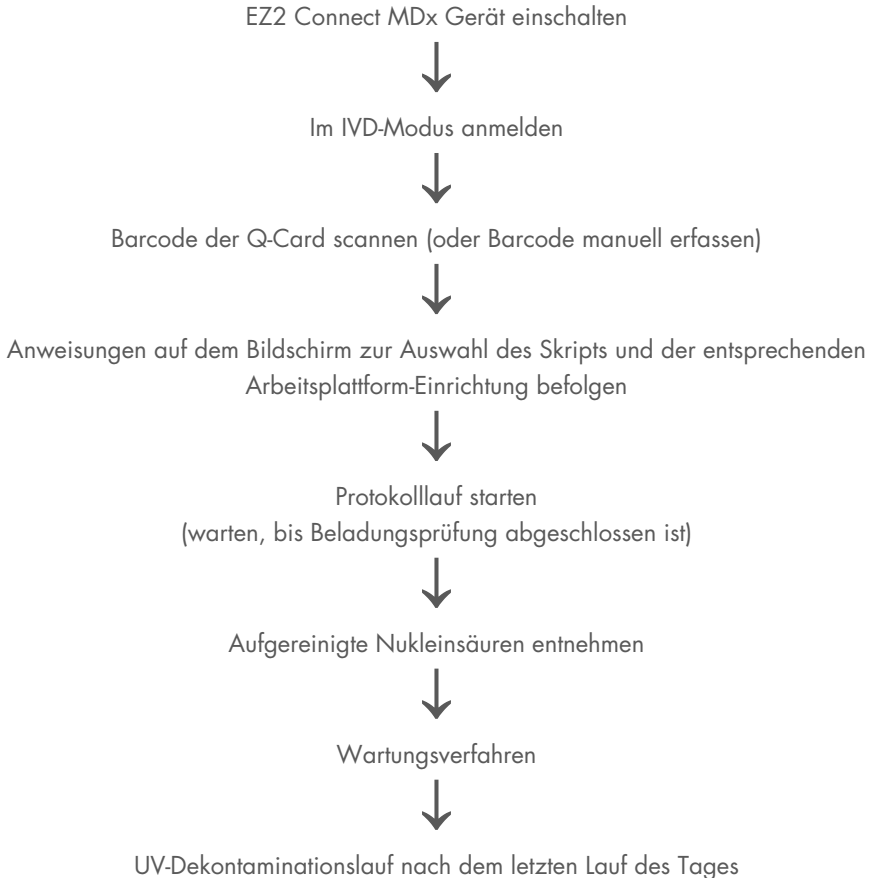 EZ2 Connect MDx Gerät einschalten
Im IVD-Modus anmelden
Barcode der Q-Card scannen (oder Barcode manuell erfassen)
Anweisungen auf dem Bildschirm zur Auswahl des Skripts und der entsprechenden
Arbeitsplattform-Einrichtung befolgen
Protokolllauf starten
(warten, bis Beladungsprüfung abgeschlossen ist)
Aufgereinigte Nukleinsäuren entnehmen
Wartungsverfahren
UV-Dekontaminationslauf nach dem letzten Lauf des Tages